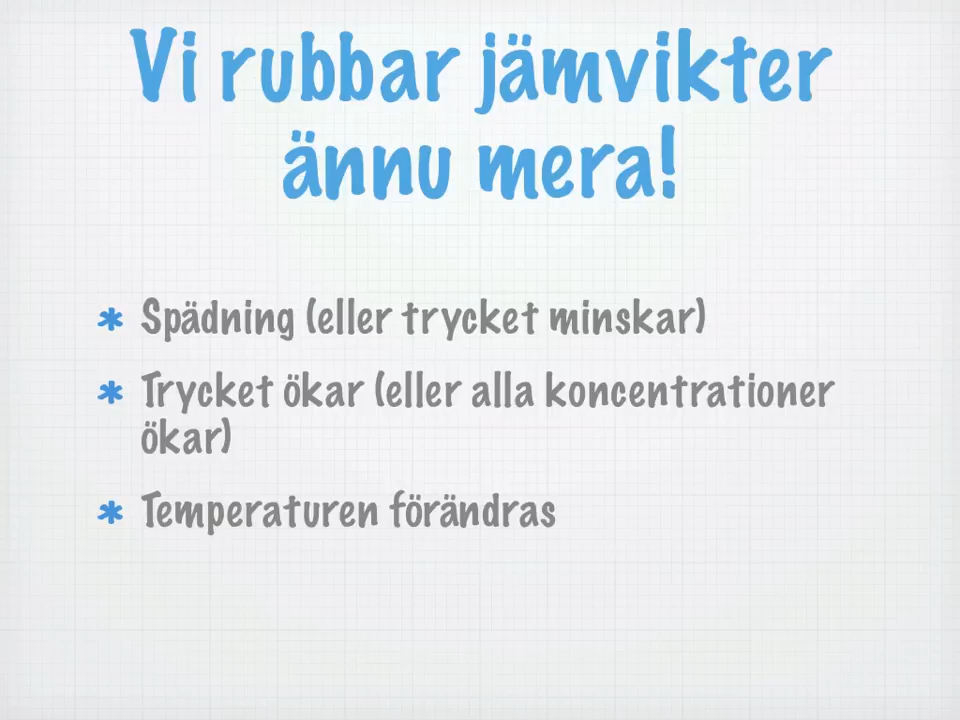 Vi rubbar jämvikter
ännu mera!
* Spädning (eller trycket minskar)
* Trycket ökar (eller alla koncentrationer
ökar)
* Temperaturen förändras